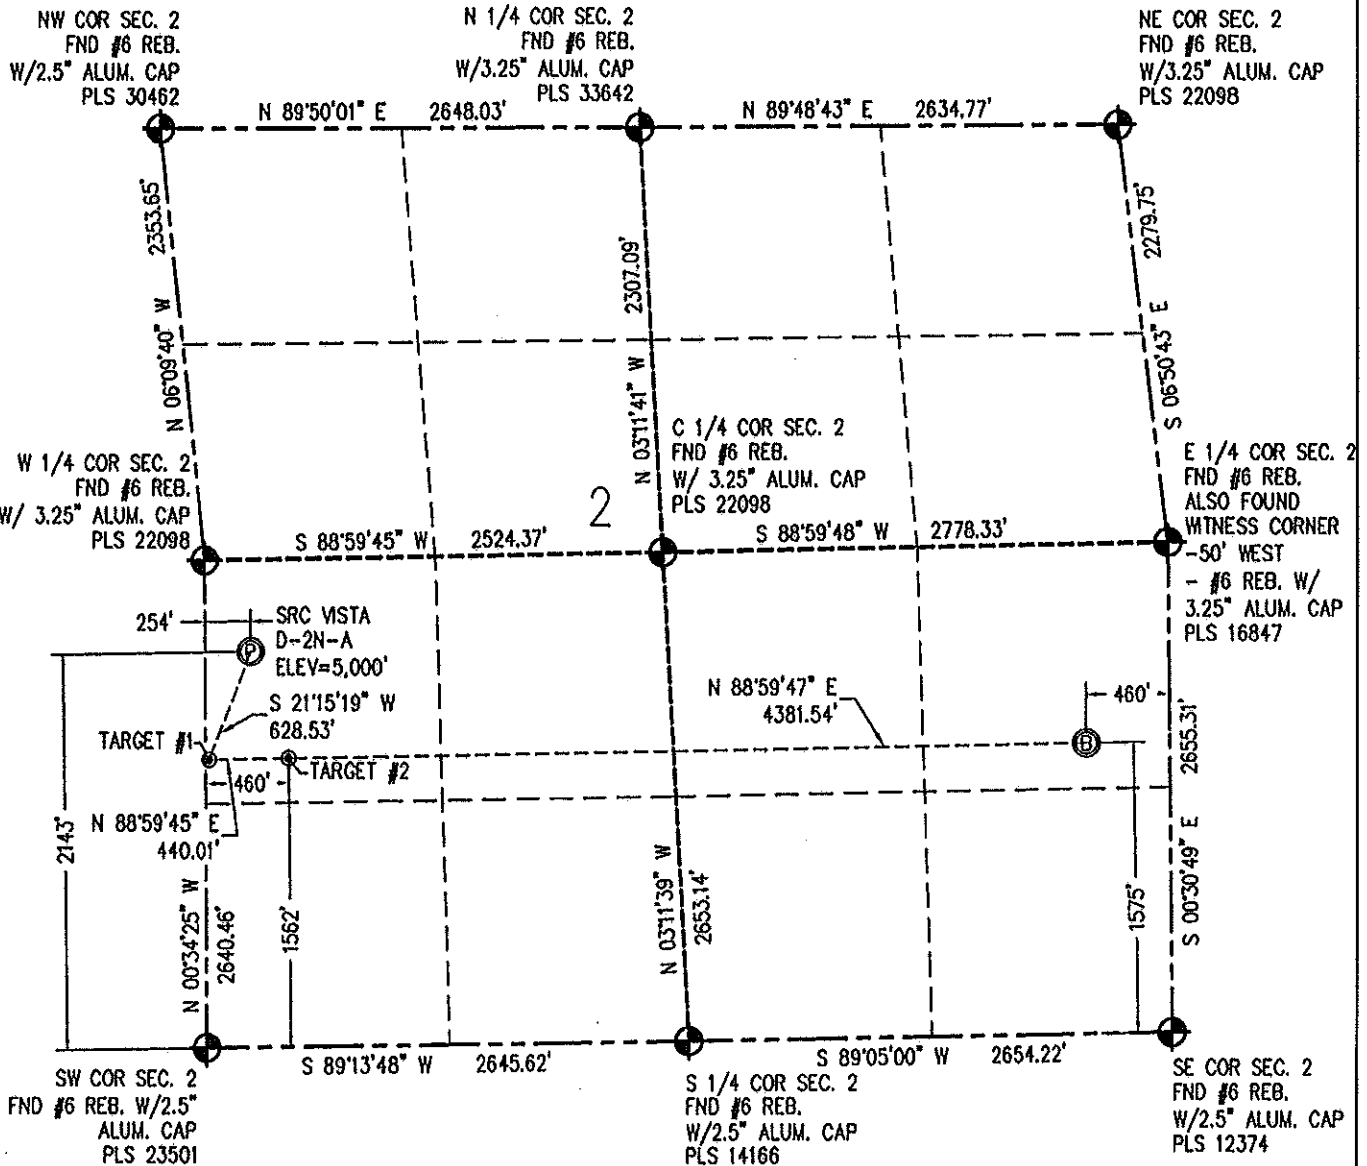 NW COR SEC. 2
FND #6 REB.
W/2.5" ALUM. CAP
PLS 30462
N 1/4 COR SEC. 2
FND #6 REB.
W/3.25" ALUM. CAP
PLS 33642
NE COR SEC. 2
FND #6 REB.
W/3.25" ALUM. CAP
PLS 22098
N 89°50'01" E 2648.03'
N 89°48'43" E 2634.77'
N 06°09'40" W 2353.65'
N 03°11'41" W 2307.09'
S 06°50'43" E 2279.75'
W 1/4 COR SEC. 2
FND #6 REB.
W/ 3.25" ALUM. CAP
PLS 22098
2
C 1/4 COR SEC. 2
FND #6 REB.
W/ 3.25" ALUM. CAP
PLS 22098
E 1/4 COR SEC. 2
FND #6 REB.
ALSO FOUND
WITNESS CORNER
-50' WEST
- #6 REB. W/
3.25" ALUM. CAP
PLS 16847
S 88°59'45" W 2524.37'
S 88°59'48" W 2778.33'
254'
SRC VISTA
D-2N-A
ELEV=5,000'
P
S 21°15'19" W
628.53'
TARGET #1
460'
TARGET #2
N 88°59'45" E
440.01'
N 88°59'47" E
4381.54'
460'
B
2143'
N 00°34'25" W
2640.46'
1562'
N 03°11'39" W
2653.14'
1575'
S 00°30'49" E 2655.31'
S 89°13'48" W 2645.62'
S 89°05'00" W 2654.22'
SW COR SEC. 2
FND #6 REB. W/2.5"
ALUM. CAP
PLS 23501
S 1/4 COR SEC. 2
FND #6 REB.
W/2.5" ALUM. CAP
PLS 14166
SE COR SEC. 2
FND #6 REB.
W/2.5" ALUM. CAP
PLS 12374